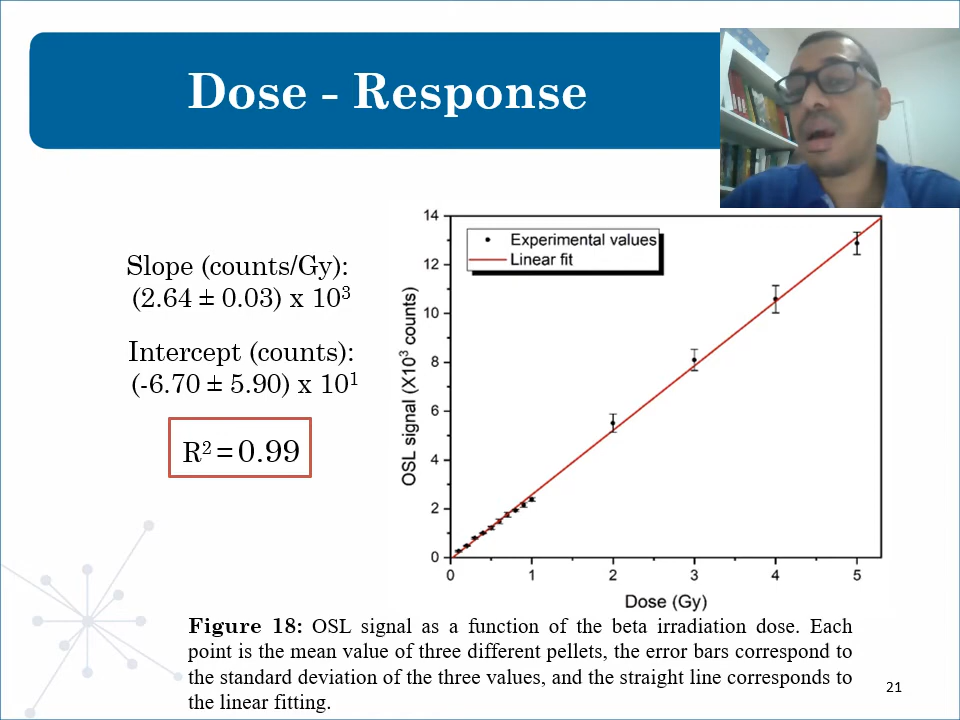 Dose - Response
Slope (counts/Gy):
(2.64 ± 0.03) x 10³
Intercept (counts):
(-6.70 ± 5.90) x 10¹
R² = 0.99
14
12
10
8
6
4
2
0
OSL signal (X10³ counts)
Experimental values
Linear fit
0 1 2 3 4 5
Dose (Gy)
Figure 18: OSL signal as a function of the beta irradiation dose. Each
point is the mean value of three different pellets, the error bars correspond to
the standard deviation of the three values, and the straight line corresponds to
the linear fitting.
21